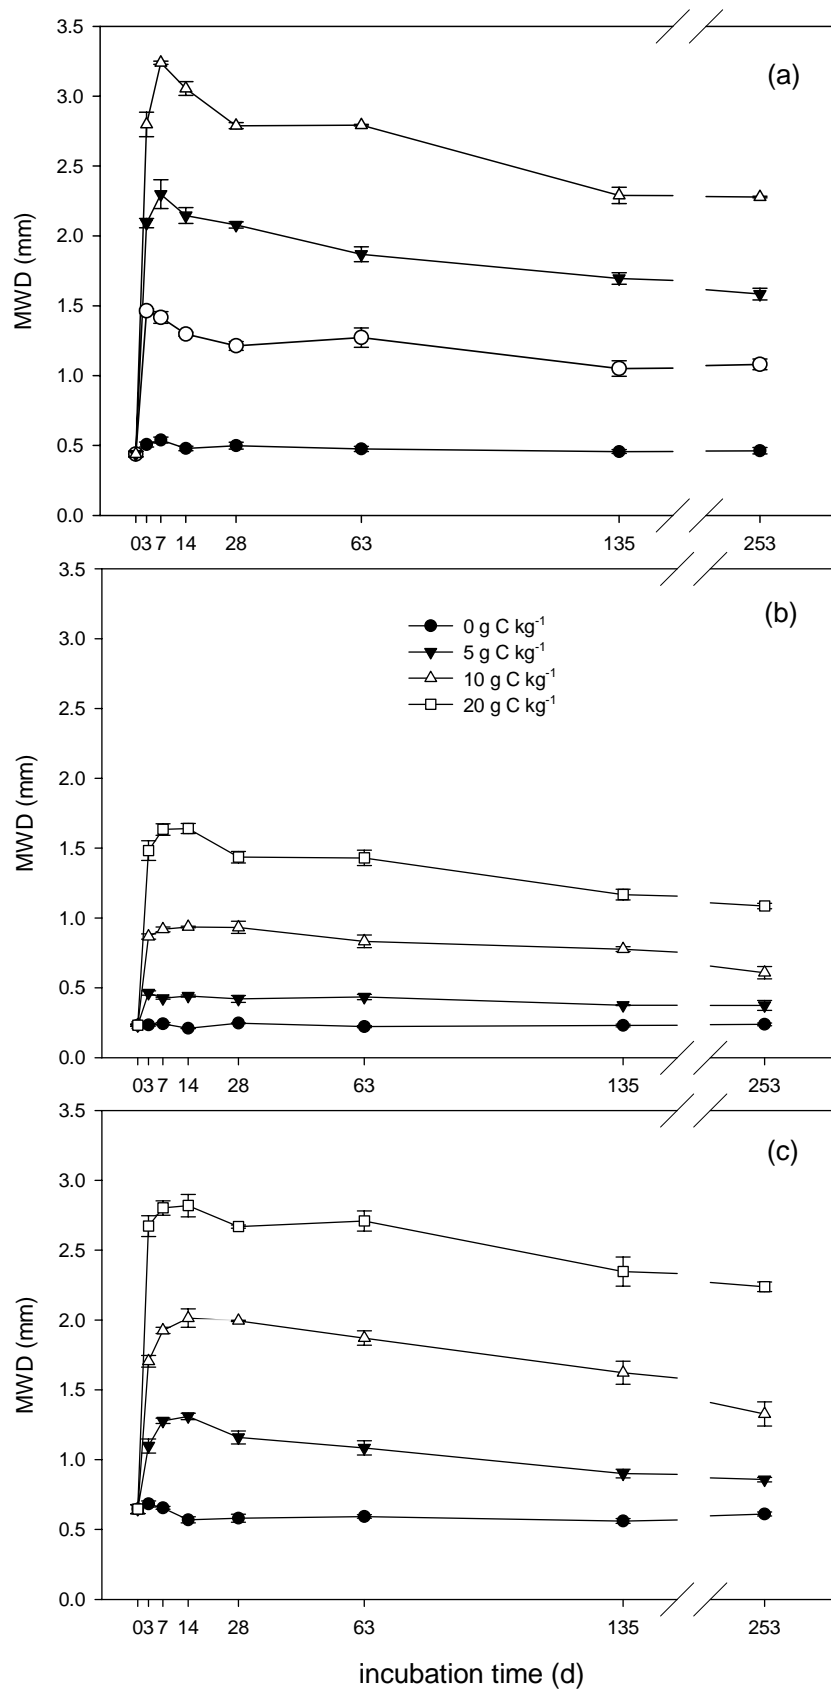 3.5
(a)
3.0
2.5
2.0
MWD (mm)
1.5
1.0
0.5
0.0
0 3 7 14 28 63 135 253
3.5
(b)
0 g C kg-1
3.0
5 g C kg-1
10 g C kg-1
2.5
20 g C kg-1
2.0
MWD (mm)
1.5
1.0
0.5
0.0
0 3 7 14 28 63 135 253
3.5
(c)
3.0
2.5
2.0
MWD (mm)
1.5
1.0
0.5
0.0
0 3 7 14 28 63 135 253
incubation time (d)